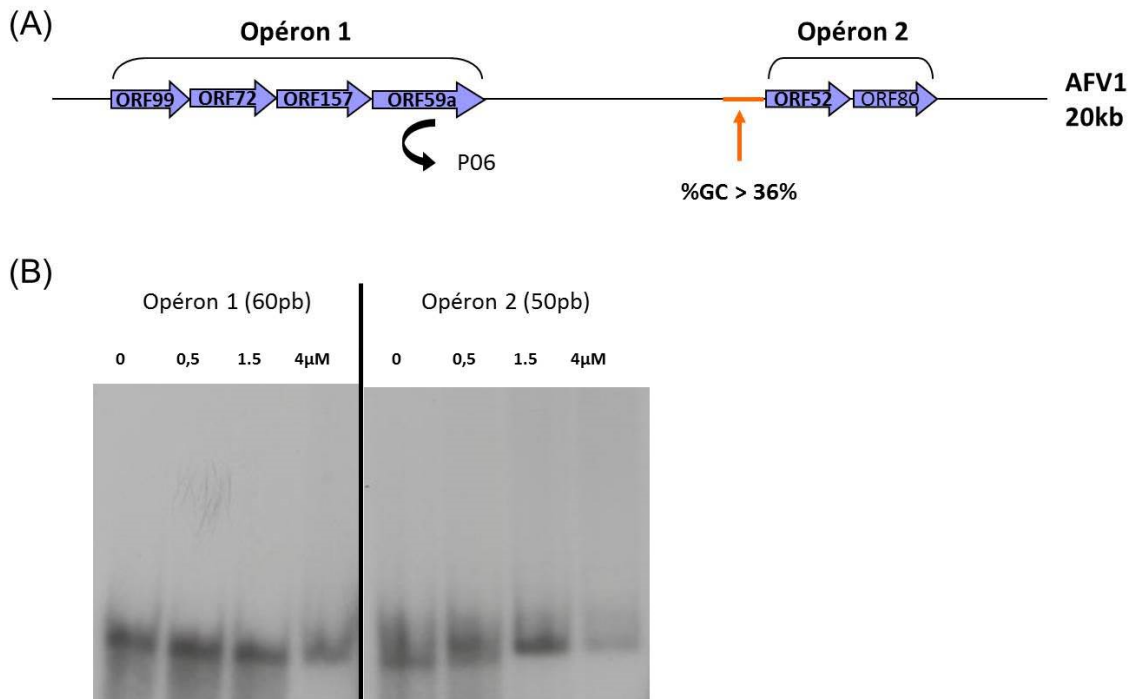 (A)
Opéron 1
Opéron 2
ORF99 ORF72 ORF157 ORF59a
ORF52 ORF80
AFV1
20kb
P06
%GC > 36%
(B)
Opéron 1 (60pb)
Opéron 2 (50pb)
0 0,5 1.5 4µM
0 0,5 1.5 4µM